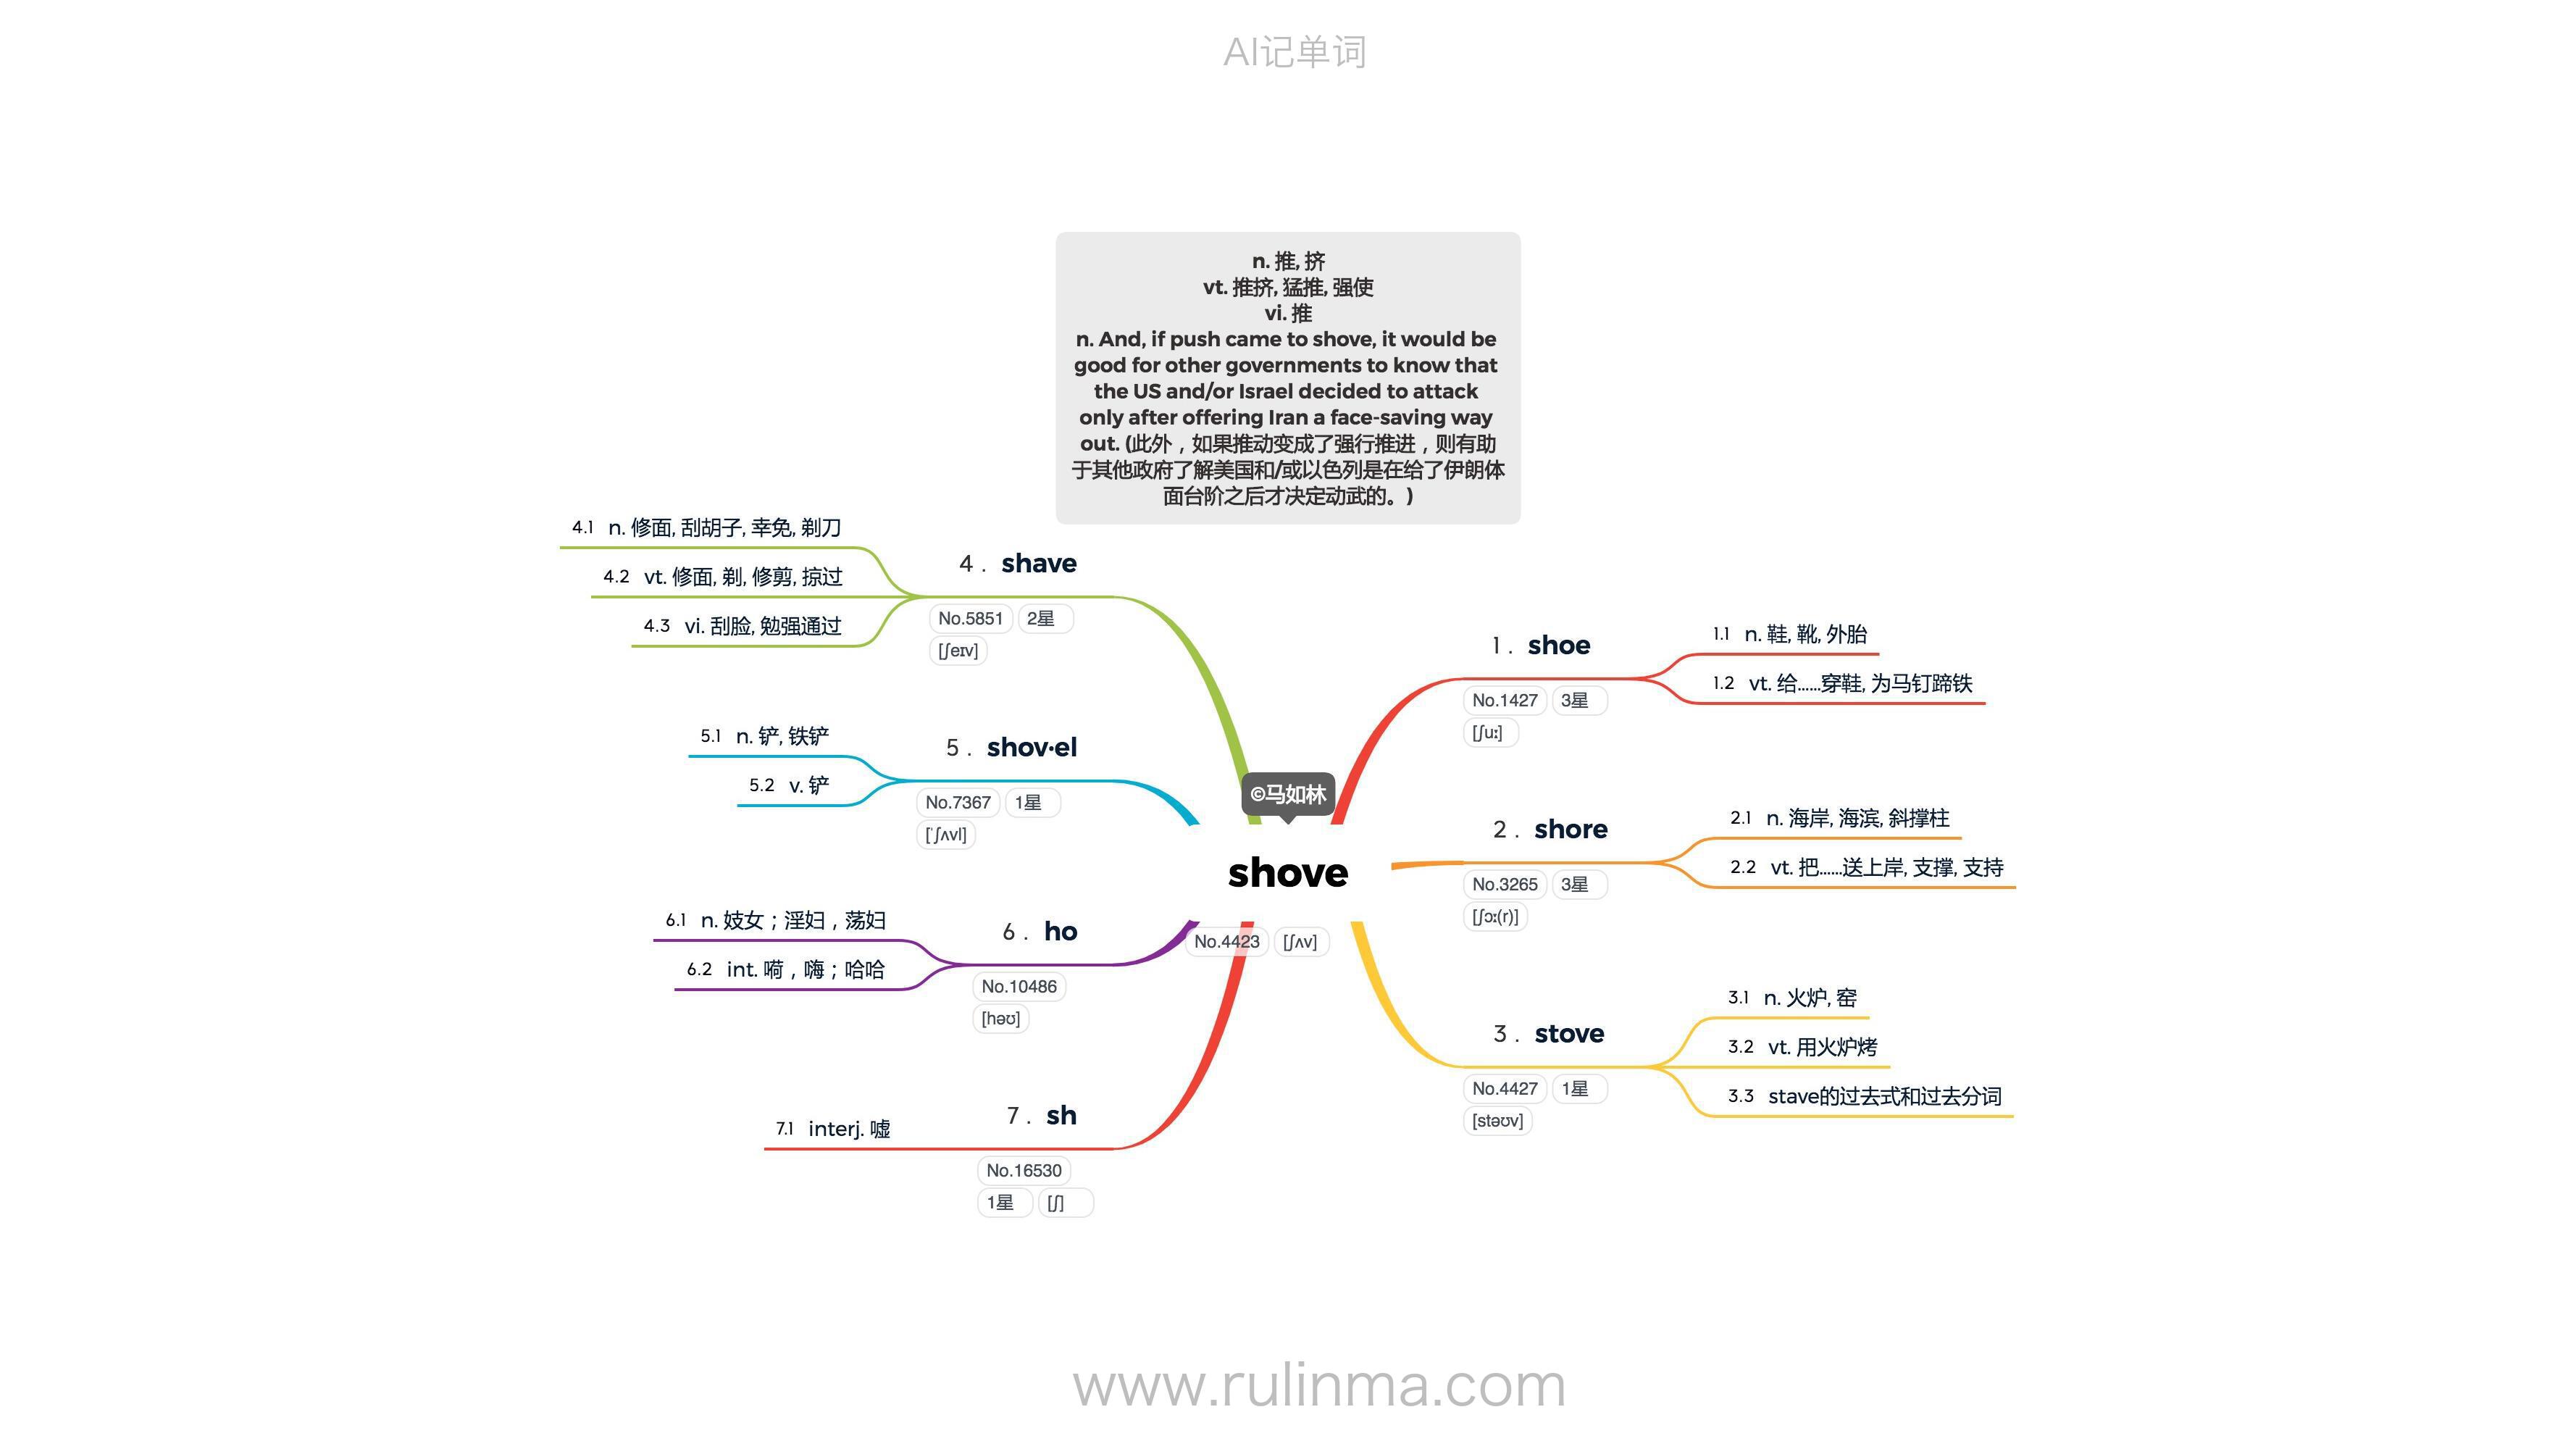 AI记单词
n. 推, 挤
vt. 推挤, 猛推, 强使
vi. 推
n. And, if push came to shove, it would be
good for other governments to know that
the US and/or Israel decided to attack
only after offering Iran a face-saving way
out. (此外，如果推动变成了强行推进，则有助
于其他政府了解美国和/或以色列是在给了伊朗体
面台阶之后才决定动武的。)
©马如林
shove
No.4423 [ʃʌv]
1. shoe
No.1427 3星
[ʃuː]
1.1 n. 鞋, 靴, 外胎
1.2 vt. 给……穿鞋, 为马钉蹄铁
2. shore
No.3265 3星
[ʃɔː(r)]
2.1 n. 海岸, 海滨, 斜撑柱
2.2 vt. 把……送上岸, 支撑, 支持
3. stove
No.4427 1星
[stəʊv]
3.1 n. 火炉, 窑
3.2 vt. 用火炉烤
3.3 stave的过去式和过去分词
4. shave
No.5851 2星
[ʃeɪv]
4.1 n. 修面, 刮胡子, 幸免, 剃刀
4.2 vt. 修面, 剃, 修剪, 掠过
4.3 vi. 刮脸, 勉强通过
5. shov·el
No.7367 1星
[ˈʃʌvl]
5.1 n. 铲, 铁铲
5.2 v. 铲
6. ho
No.10486
[həʊ]
6.1 n. 妓女；淫妇，荡妇
6.2 int. 嗬，嗨；哈哈
7. sh
No.16530
1星 [ʃ]
7.1 interj. 嘘
www.rulinma.com